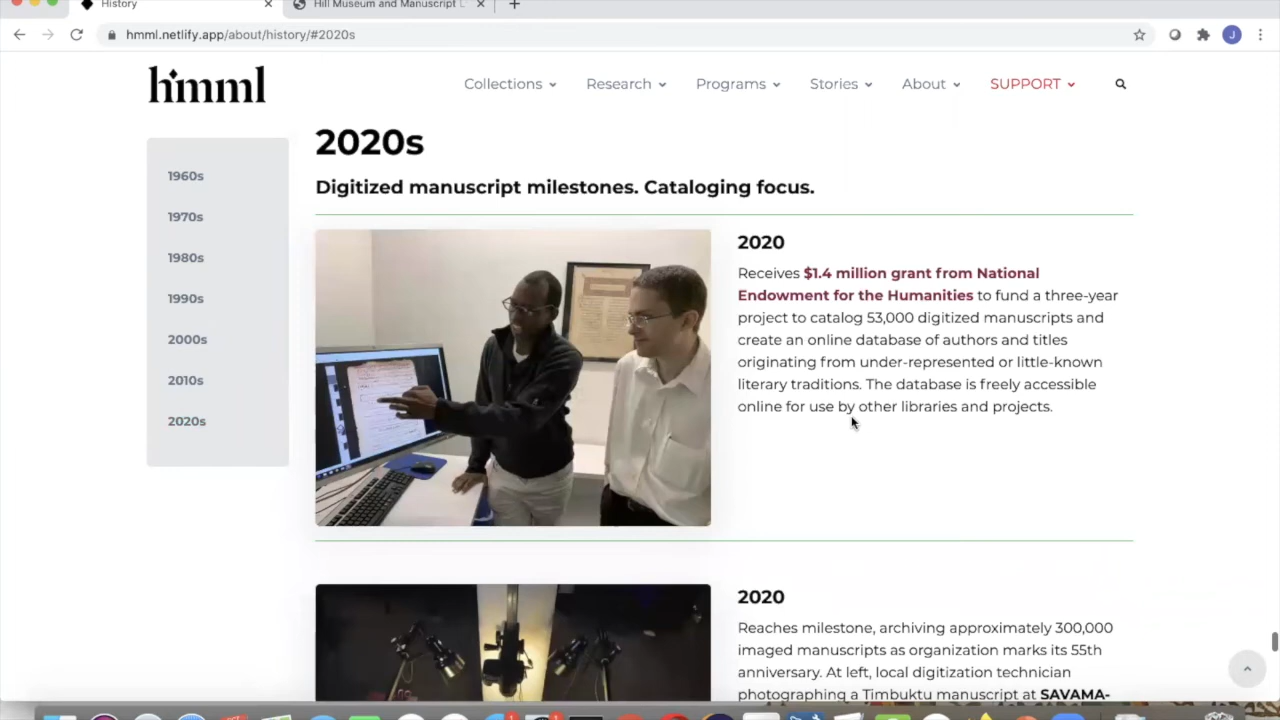 History
Hill Museum and Manuscript L
hmml.netlify.app/about/history/#2020s
J
hmml
Collections
Research
Programs
Stories
About
SUPPORT
1960s
1970s
1980s
1990s
2000s
2010s
2020s
2020s
Digitized manuscript milestones. Cataloging focus.
2020
Receives $1.4 million grant from National
Endowment for the Humanities to fund a three-year
project to catalog 53,000 digitized manuscripts and
create an online database of authors and titles
originating from under-represented or little-known
literary traditions. The database is freely accessible
online for use by other libraries and projects.
2020
Reaches milestone, archiving approximately 300,000
imaged manuscripts as organization marks its 55th
anniversary. At left, local digitization technician
photographing a Timbuktu manuscript at SAVAMA-